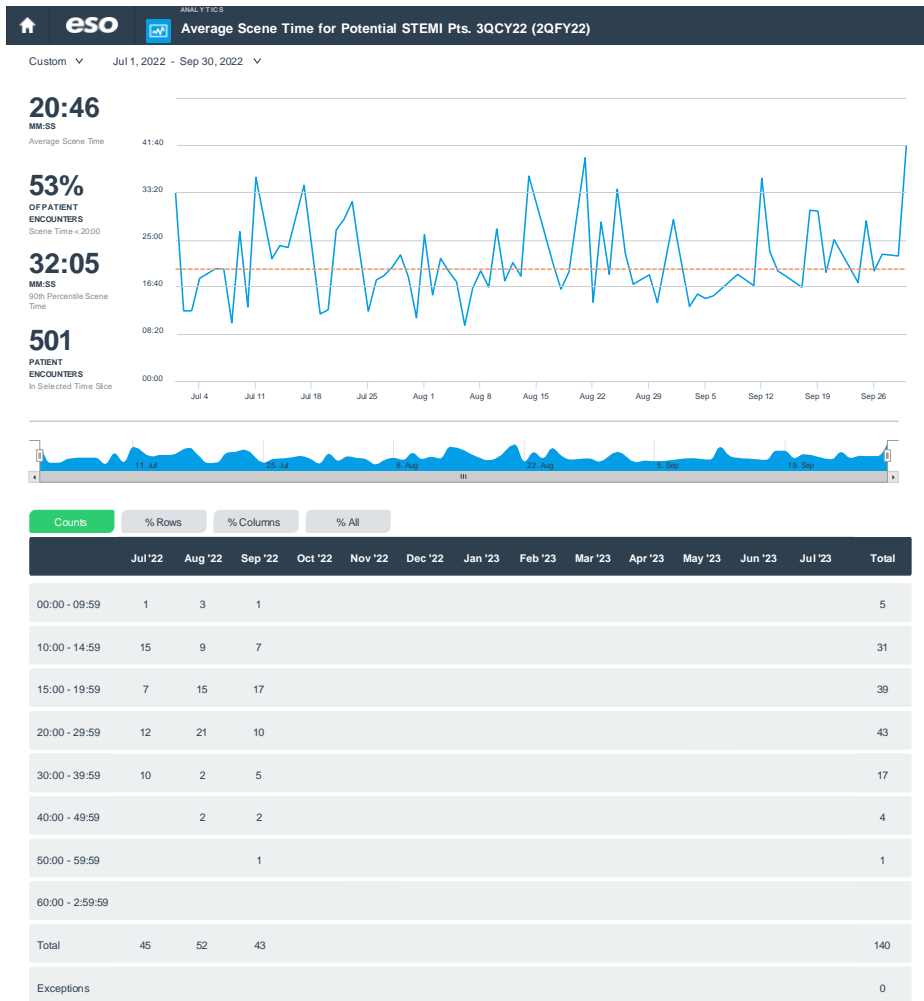 ANALYTICS
eso
Average Scene Time for Potential STEMI Pts. 3QCY22 (2QFY22)
Custom Jul 1, 2022 - Sep 30, 2022
20:46
MM:SS
Average Scene Time
53%
OF PATIENT
ENCOUNTERS
Scene Time < 20:00
32:05
MM:SS
90th Percentile Scene
Time
501
PATIENT
ENCOUNTERS
In Selected Time Slice
41:40
33:20
25:00
16:40
08:20
00:00
Jul 4 Jul 11 Jul 18 Jul 25 Aug 1 Aug 8 Aug 15 Aug 22 Aug 29 Sep 5 Sep 12 Sep 19 Sep 26
11. Jul 25. Jul 8. Aug 22. Aug 5. Sep 19. Sep
Counts % Rows % Columns % All
Jul '22 Aug '22 Sep '22 Oct '22 Nov '22 Dec '22 Jan '23 Feb '23 Mar '23 Apr '23 May '23 Jun '23 Jul '23 Total
00:00 - 09:59 1 3 1 5
10:00 - 14:59 15 9 7 31
15:00 - 19:59 7 15 17 39
20:00 - 29:59 12 21 10 43
30:00 - 39:59 10 2 5 17
40:00 - 49:59 2 2 4
50:00 - 59:59 1 1
60:00 - 2:59:59
Total 45 52 43 140
Exceptions 0